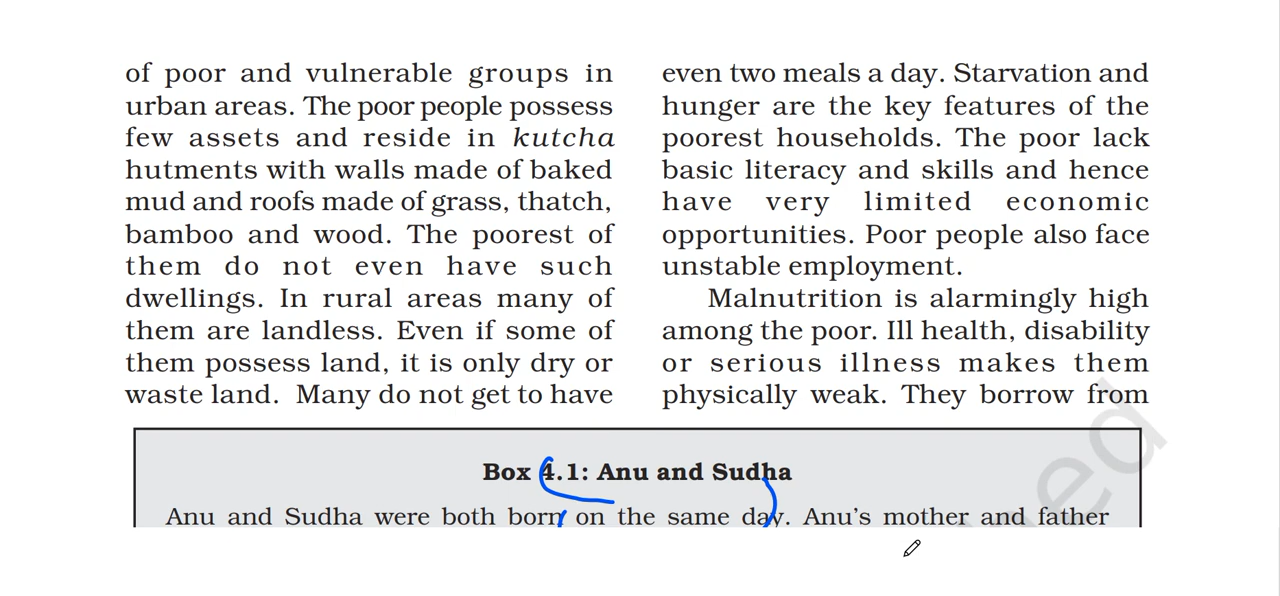 of poor and vulnerable groups in
urban areas. The poor people possess
few assets and reside in kutcha
hutments with walls made of baked
mud and roofs made of grass, thatch,
bamboo and wood. The poorest of
them do not even have such
dwellings. In rural areas many of
them are landless. Even if some of
them possess land, it is only dry or
waste land. Many do not get to have
even two meals a day. Starvation and
hunger are the key features of the
poorest households. The poor lack
basic literacy and skills and hence
have very limited economic
opportunities. Poor people also face
unstable employment.
Malnutrition is alarmingly high
among the poor. Ill health, disability
or serious illness makes them
physically weak. They borrow from
Box 4.1: Anu and Sudha
Anu and Sudha were both born on the same day. Anu's mother and father